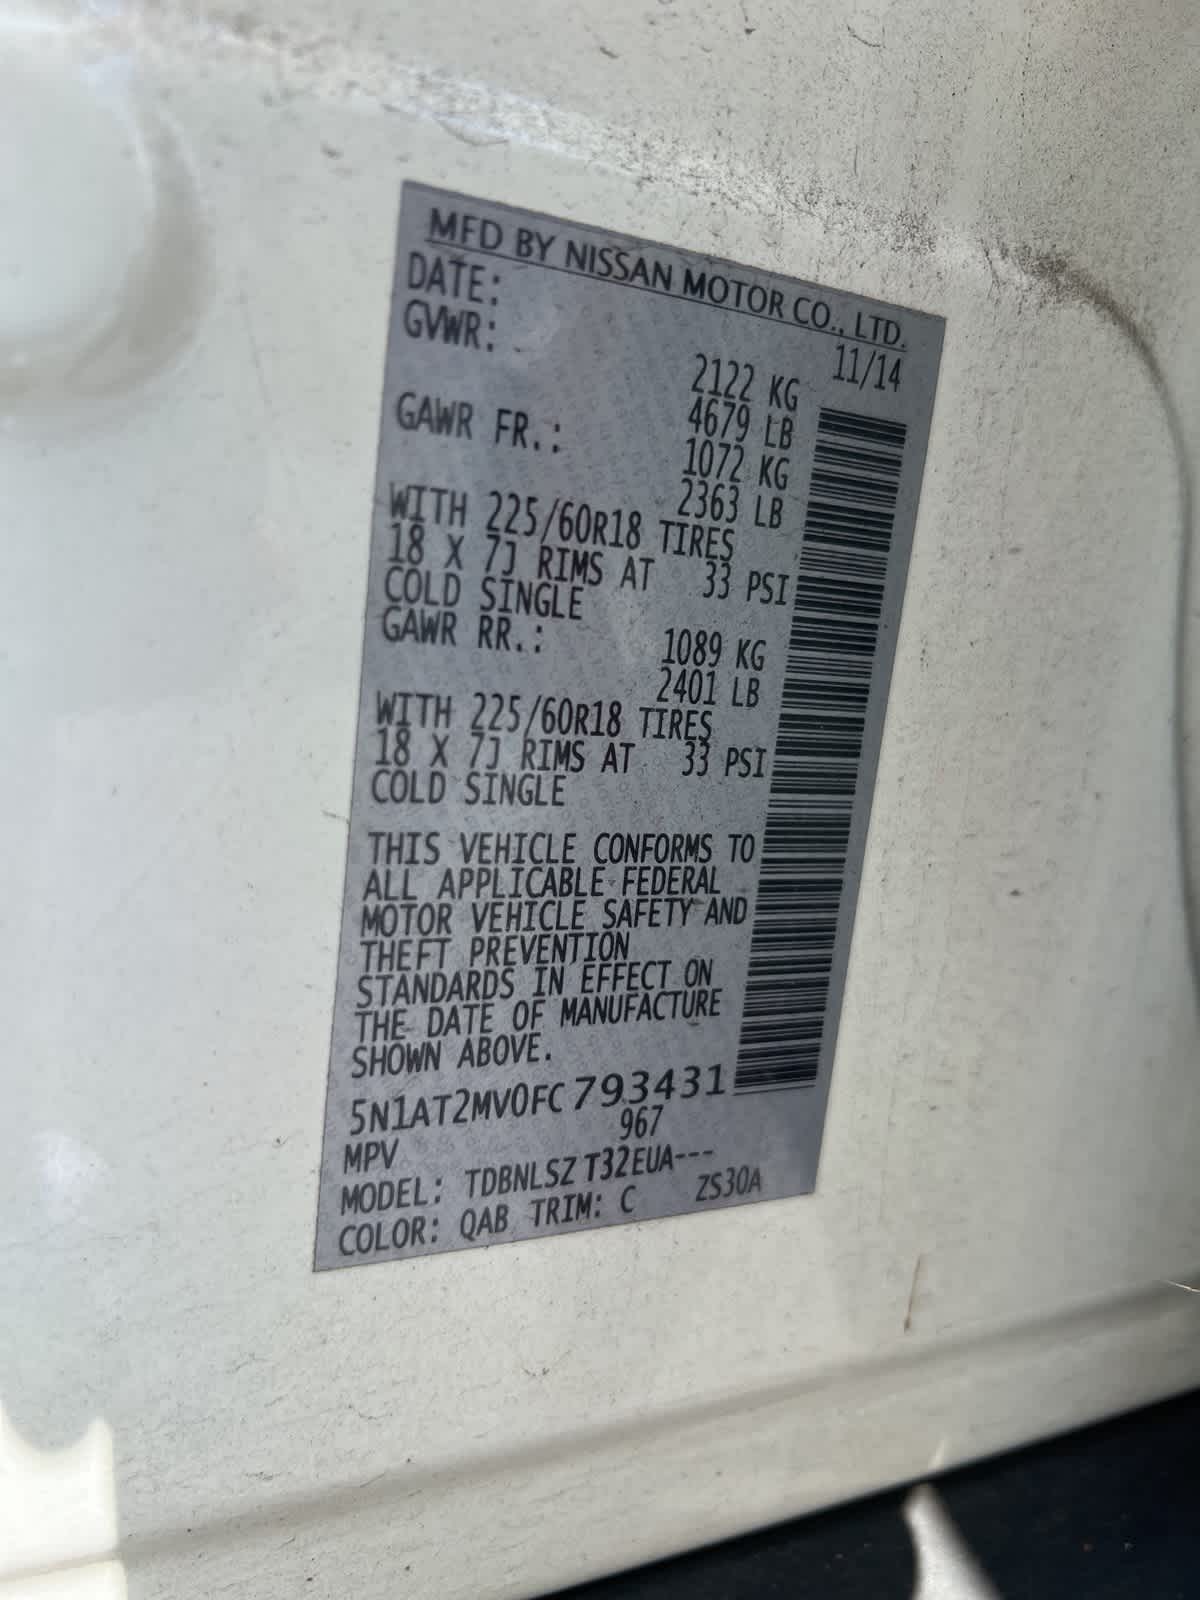 MFD BY NISSAN MOTOR CO., LTD.
DATE: 11/14
GVWR: 2122 KG
4679 LB
GAWR FR.: 1072 KG
2363 LB
WITH 225/60R18 TIRES
18 X 7J RIMS AT 33 PSI
COLD SINGLE
GAWR RR.: 1089 KG
2401 LB
WITH 225/60R18 TIRES
18 X 7J RIMS AT 33 PSI
COLD SINGLE
THIS VEHICLE CONFORMS TO
ALL APPLICABLE FEDERAL
MOTOR VEHICLE SAFETY AND
THEFT PREVENTION
STANDARDS IN EFFECT ON
THE DATE OF MANUFACTURE
SHOWN ABOVE.
5N1AT2MV0FC793431
MPV 967
MODEL: TDBNLSZ T32EUA---
COLOR: QAB TRIM: C ZS30A